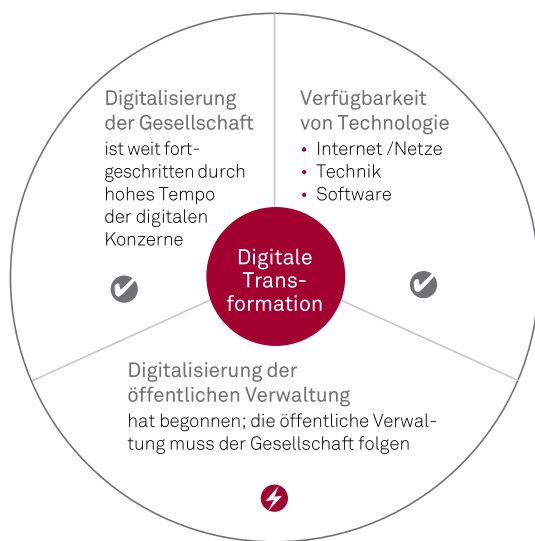 Digitalisierung
der Gesellschaft
ist weit fort-
geschritten durch
hohes Tempo
der digitalen
Konzerne
Verfügbarkeit
von Technologie
• Internet /Netze
• Technik
• Software
Digitale
Trans-
formation
Digitalisierung der
öffentlichen Verwaltung
hat begonnen; die öffentliche Verwal-
tung muss der Gesellschaft folgen